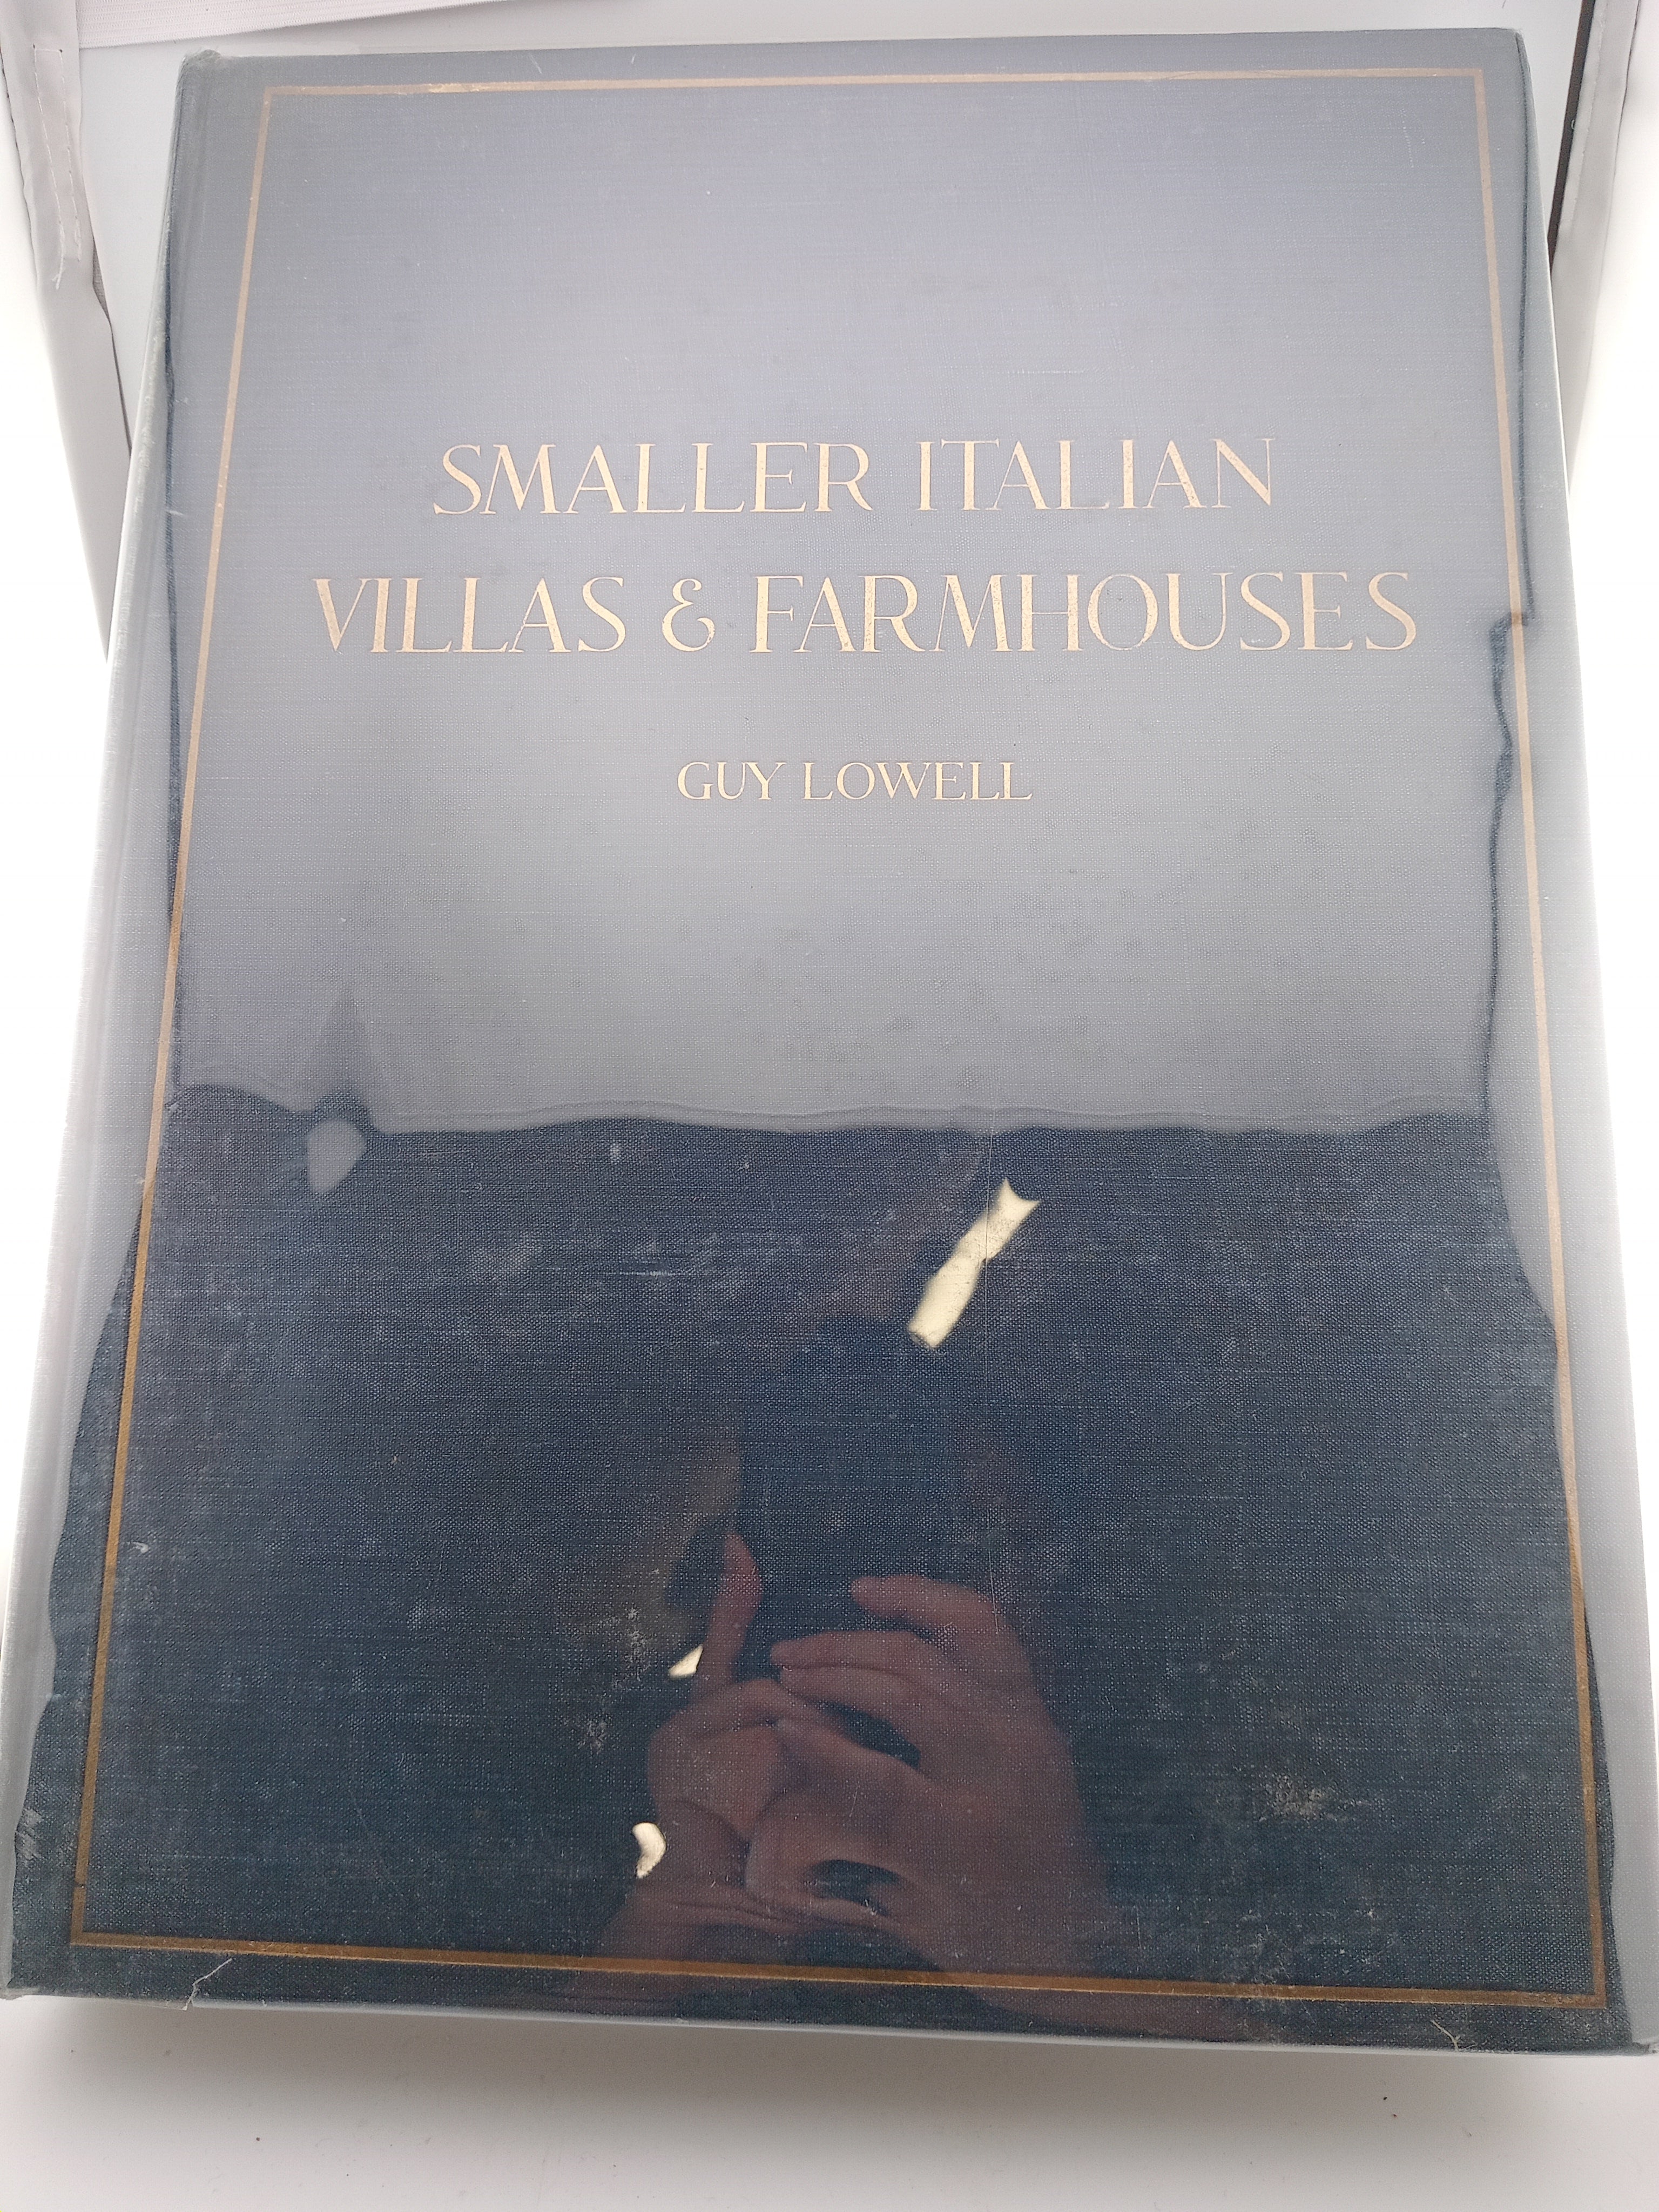 SMALLER ITALIAN
VILLAS & FARMHOUSES
GUY LOWELL